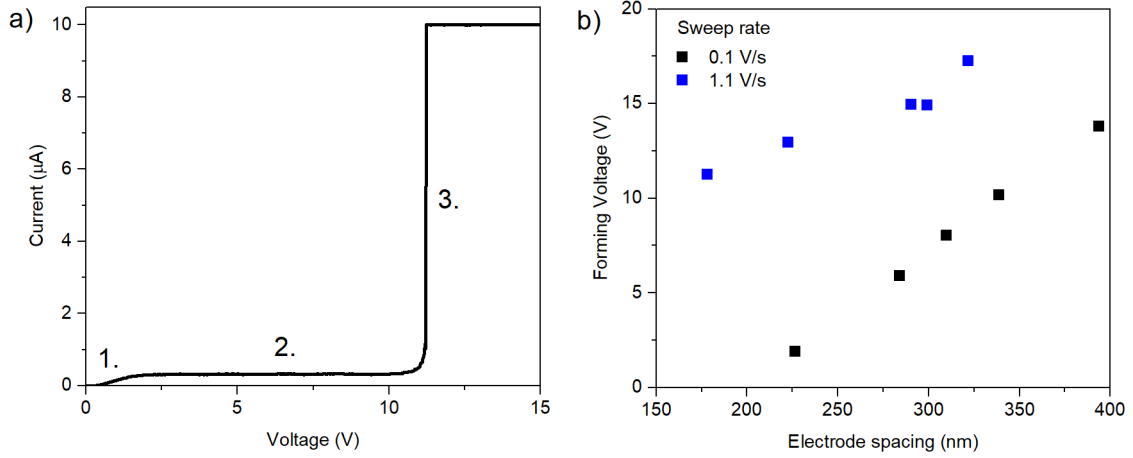 a)
10
8
6
4
2
0
Current (μA)
1.
2.
3.
0
5
10
15
Voltage (V)
b)
20
15
10
5
0
Forming Voltage (V)
Sweep rate
0.1 V/s
1.1 V/s
150
200
250
300
350
400
Electrode spacing (nm)